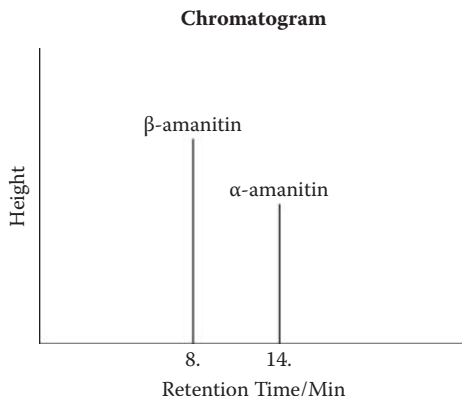 Chromatogram
β-amanitin
α-amanitin
Height
8.
14.
Retention Time/Min